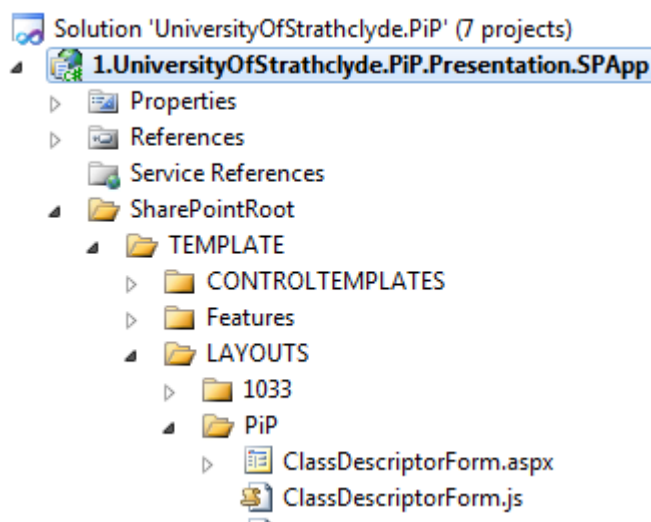 Solution 'UniversityOfStrathclyde.PiP' (7 projects)
1.UniversityOfStrathclyde.PiP.Presentation.SPApp
Properties
References
Service References
SharePointRoot
TEMPLATE
CONTROLTEMPLATES
Features
LAYOUTS
1033
PiP
ClassDescriptorForm.aspx
ClassDescriptorForm.js